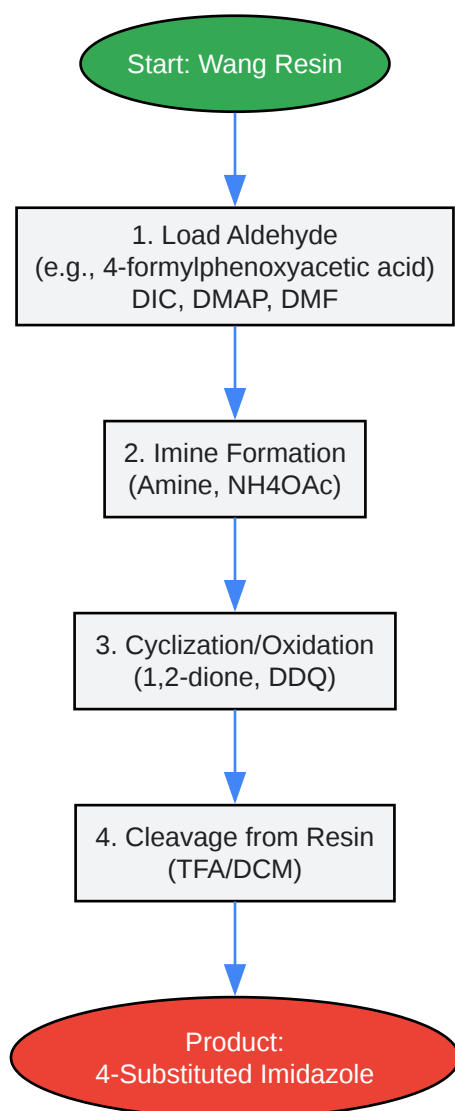 Start: Wang Resin
1. Load Aldehyde
(e.g., 4-formylphenoxyacetic acid)
DIC, DMAP, DMF
2. Imine Formation
(Amine, NH4OAc)
3. Cyclization/Oxidation
(1,2-dione, DDQ)
4. Cleavage from Resin
(TFA/DCM)
Product:
4-Substituted Imidazole